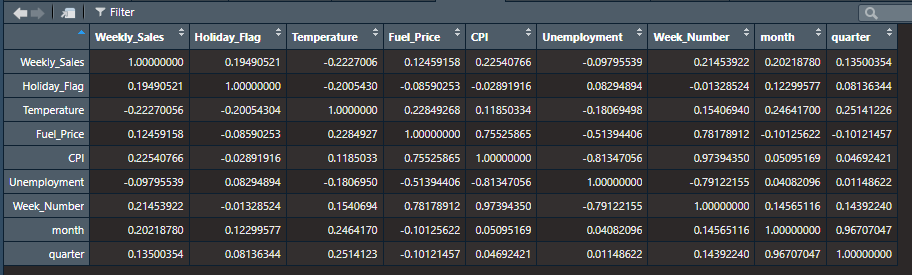 Filter
Weekly_Sales Holiday_Flag Temperature Fuel_Price CPI Unemployment Week_Number month quarter
Weekly_Sales 1.00000000 0.19490521 -0.2227006 0.12459158 0.22540766 -0.09795539 0.21453922 0.20218780 0.13500354
Holiday_Flag 0.19490521 1.00000000 -0.2005430 -0.08590253 -0.02891916 0.08294894 -0.01328524 0.12299577 0.08136344
Temperature -0.22270056 -0.20054304 1.0000000 0.22849268 0.11850334 -0.18069498 0.15406940 0.24641700 0.25141226
Fuel_Price 0.12459158 -0.08590253 0.2284927 1.00000000 0.75525865 -0.51394406 0.78178912 -0.10125622 -0.10121457
CPI 0.22540766 -0.02891916 0.1185033 0.75525865 1.00000000 -0.81347056 0.97394350 0.05095169 0.04692421
Unemployment -0.09795539 0.08294894 -0.1806950 -0.51394406 -0.81347056 1.00000000 -0.79122155 0.04082096 0.01148622
Week_Number 0.21453922 -0.01328524 0.1540694 0.78178912 0.97394350 -0.79122155 1.00000000 0.14565116 0.14392240
month 0.20218780 0.12299577 0.2464170 -0.10125622 0.05095169 0.04082096 0.14565116 1.00000000 0.96707047
quarter 0.13500354 0.08136344 0.2514123 -0.10121457 0.04692421 0.01148622 0.14392240 0.96707047 1.00000000